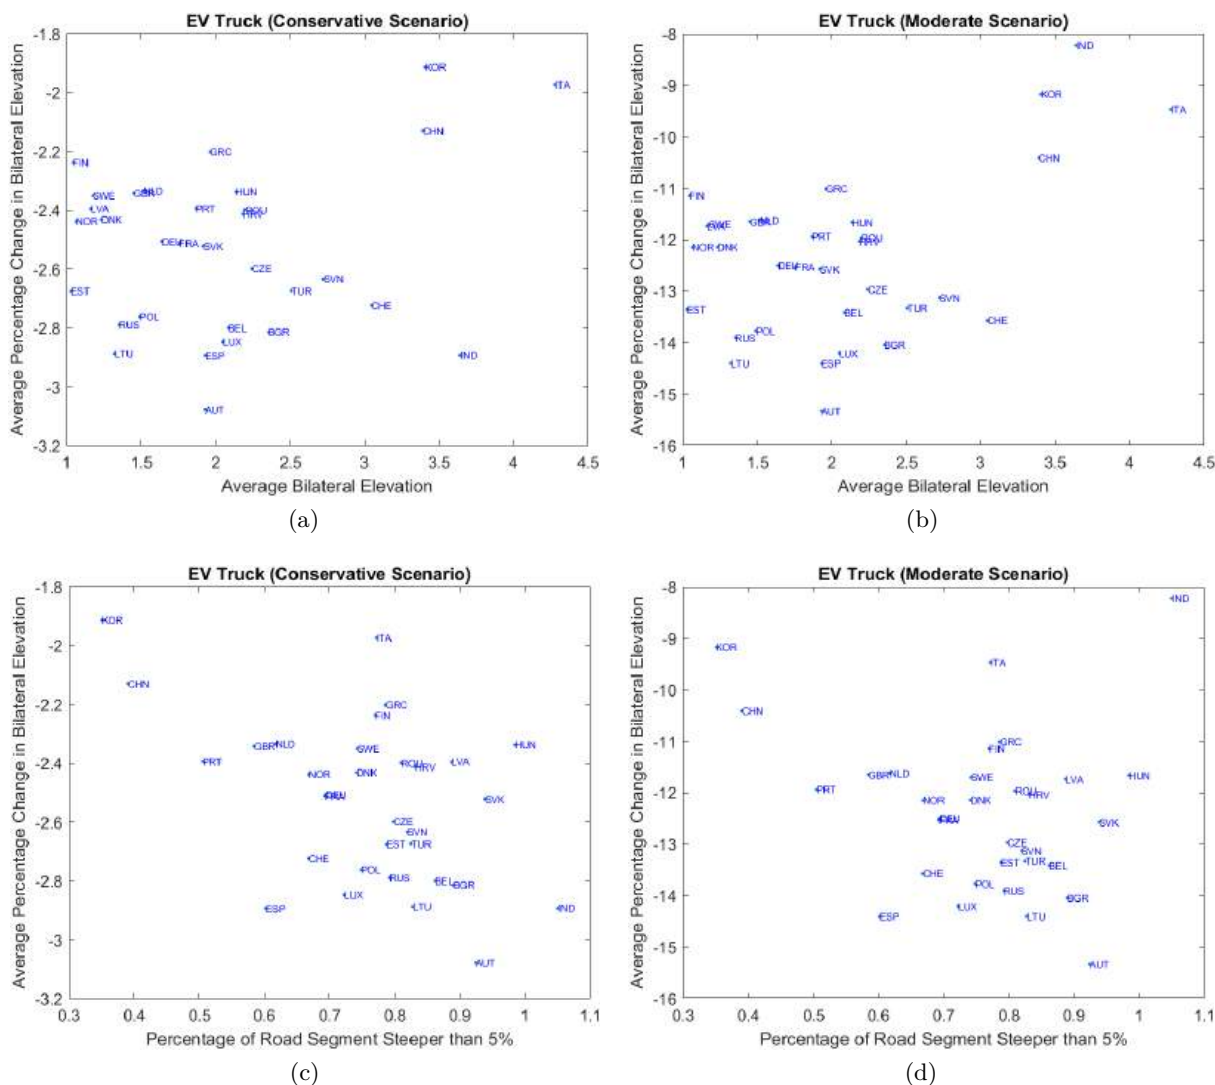 EV Truck (Conservative Scenario)
Average Percentage Change in Bilateral Elevation
-1.8
-2
-2.2
-2.4
-2.6
-2.8
-3
-3.2
KOR
ITA
CHN
GRC
FIN
SWE
GBR
NLD
HUN
LVA
PRT
ROU
HRV
NOR
DNK
DEU
FRA
SVK
CZE
SVN
EST
TUR
CHE
POL
RUS
BEL
BGR
LUX
LTU
ESP
IND
AUT
1 1.5 2 2.5 3 3.5 4 4.5
Average Bilateral Elevation
(a)
EV Truck (Moderate Scenario)
Average Percentage Change in Bilateral Elevation
-8
-9
-10
-11
-12
-13
-14
-15
-16
IND
KOR
ITA
CHN
GRC
FIN
SWE
LVA
GBR
NLD
HUN
PRT
ROU
HRV
NOR
DNK
DEU
FRA
SVK
CZE
SVN
EST
TUR
BEL
CHE
POL
RUS
BGR
LUX
LTU
ESP
AUT
1 1.5 2 2.5 3 3.5 4 4.5
Average Bilateral Elevation
(b)
EV Truck (Conservative Scenario)
Average Percentage Change in Bilateral Elevation
-1.8
-2
-2.2
-2.4
-2.6
-2.8
-3
-3.2
KOR
ITA
CHN
GRC
FIN
GBR
NLD
SWE
HUN
PRT
ROU
HRV
LVA
NOR
DNK
DEU
FRA
SVK
CZE
SVN
EST
TUR
CHE
POL
RUS
BEL
BGR
LUX
ESP
LTU
IND
AUT
0.3 0.4 0.5 0.6 0.7 0.8 0.9 1 1.1
Percentage of Road Segment Steeper than 5%
(c)
EV Truck (Moderate Scenario)
Average Percentage Change in Bilateral Elevation
-8
-9
-10
-11
-12
-13
-14
-15
-16
IND
KOR
ITA
CHN
GRC
FIN
GBR
NLD
SWE
LVA
HUN
PRT
ROU
HRV
NOR
DNK
DEU
FRA
SVK
CZE
SVN
EST
TUR
BEL
CHE
POL
RUS
BGR
LUX
ESP
LTU
AUT
0.3 0.4 0.5 0.6 0.7 0.8 0.9 1 1.1
Percentage of Road Segment Steeper than 5%
(d)